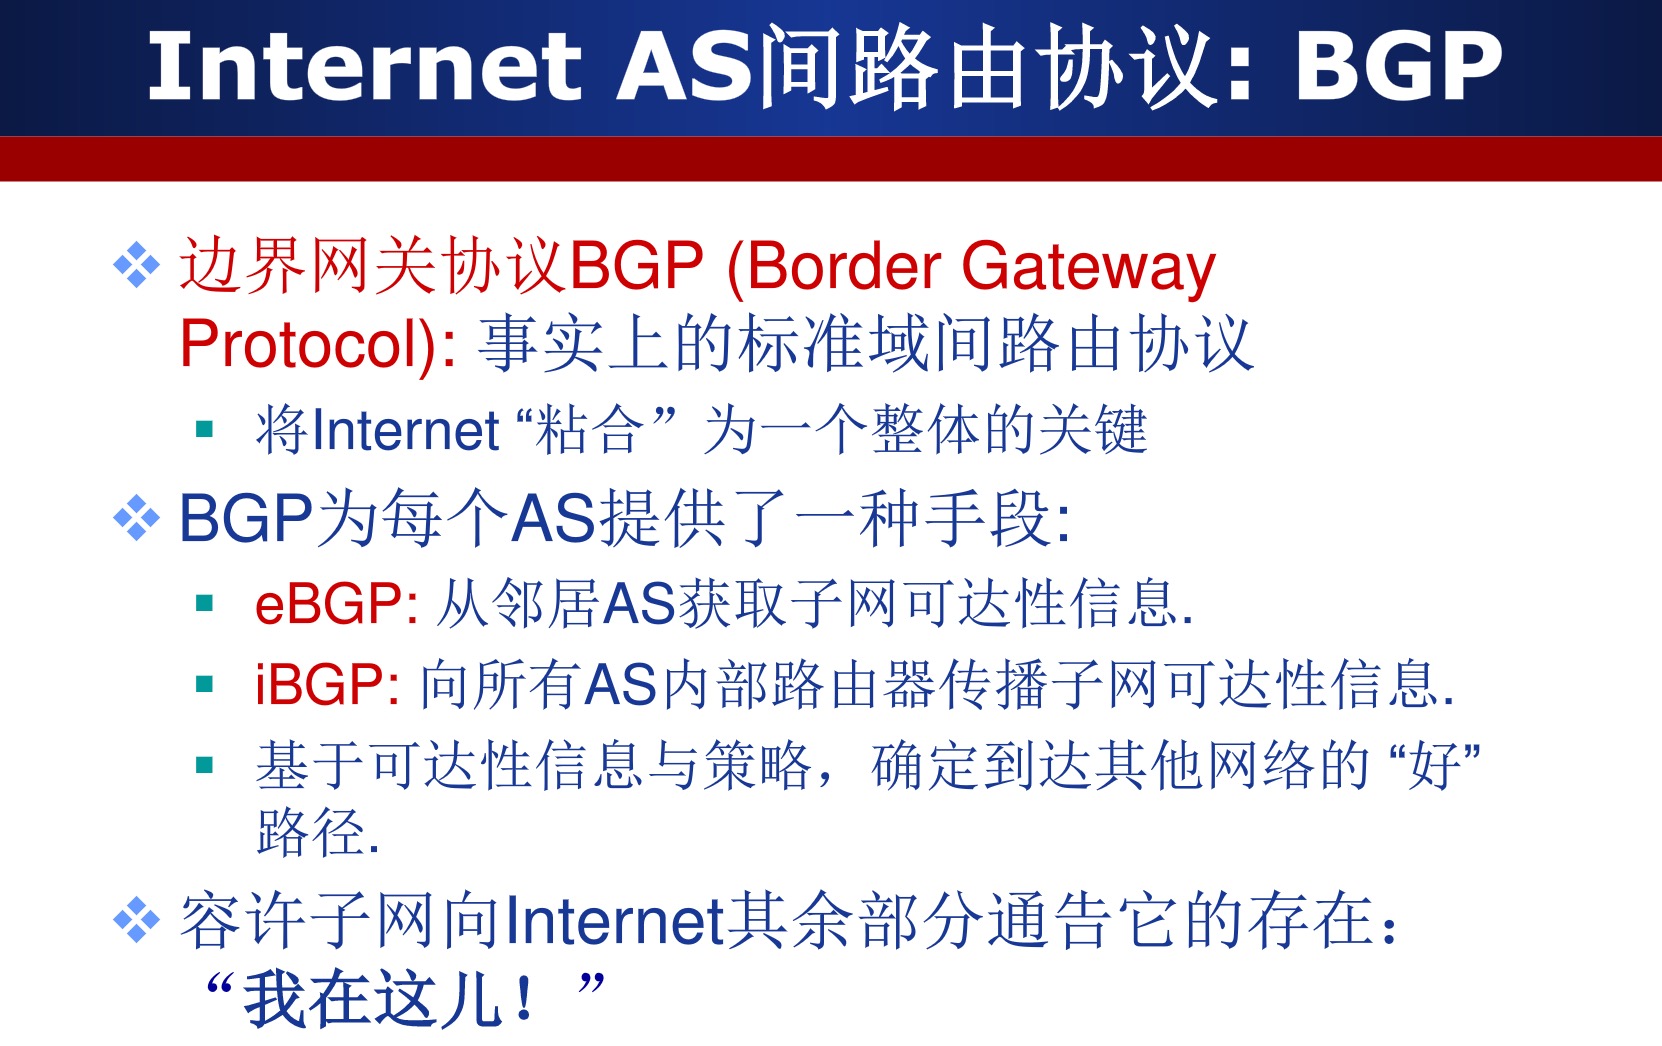 Internet AS间路由协议: BGP
边界网关协议BGP (Border Gateway
Protocol): 事实上的标准域间路由协议
将Internet “粘合”为一个整体的关键
BGP为每个AS提供了一种手段:
eBGP: 从邻居AS获取子网可达性信息.
iBGP: 向所有AS内部路由器传播子网可达性信息.
基于可达性信息与策略，确定到达其他网络的 “好”
路径.
容许子网向Internet其余部分通告它的存在：
“我在这儿！”